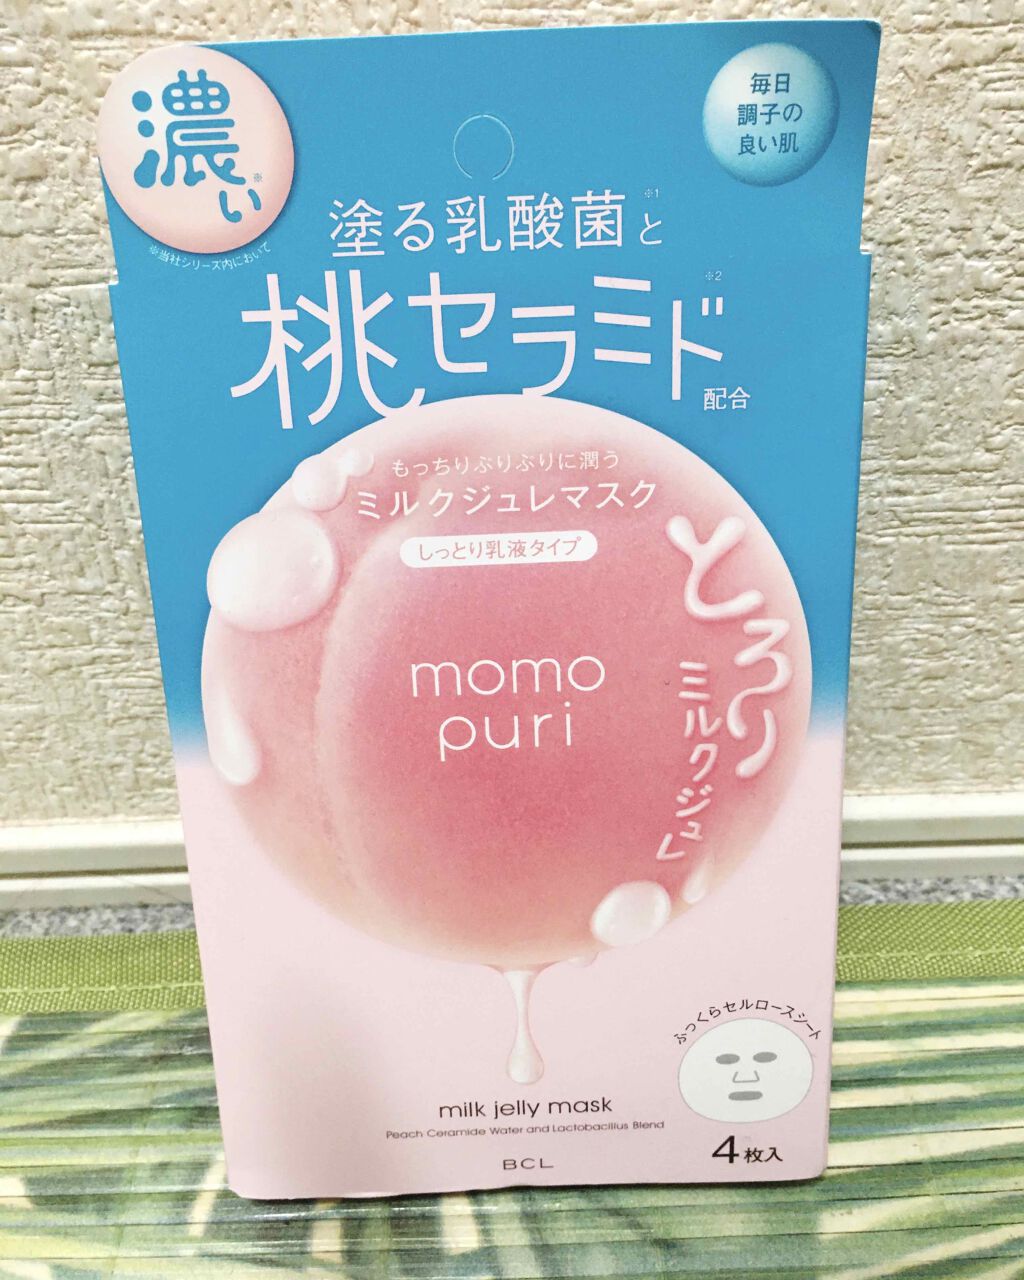 濃い※
※当社シリーズ内において
毎日
調子の
良い肌
塗る乳酸菌※1と
桃セラミド※2
配合
もっちりぷりぷりに潤う
ミルクジュレマスク
しっとり乳液タイプ
とろり
ミルクジュレ
momo
puri
ふっくらセルロースシート
milk jelly mask
Peach Ceramide Water and Lactobacillus Blend
BCL
4枚入